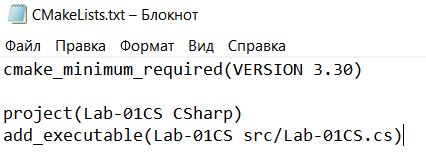 CMakeLists.txt – Блокнот
Файл Правка Формат Вид Справка
cmake_minimum_required(VERSION 3.30)
project(Lab-01CS CSharp)
add_executable(Lab-01CS src/Lab-01CS.cs)